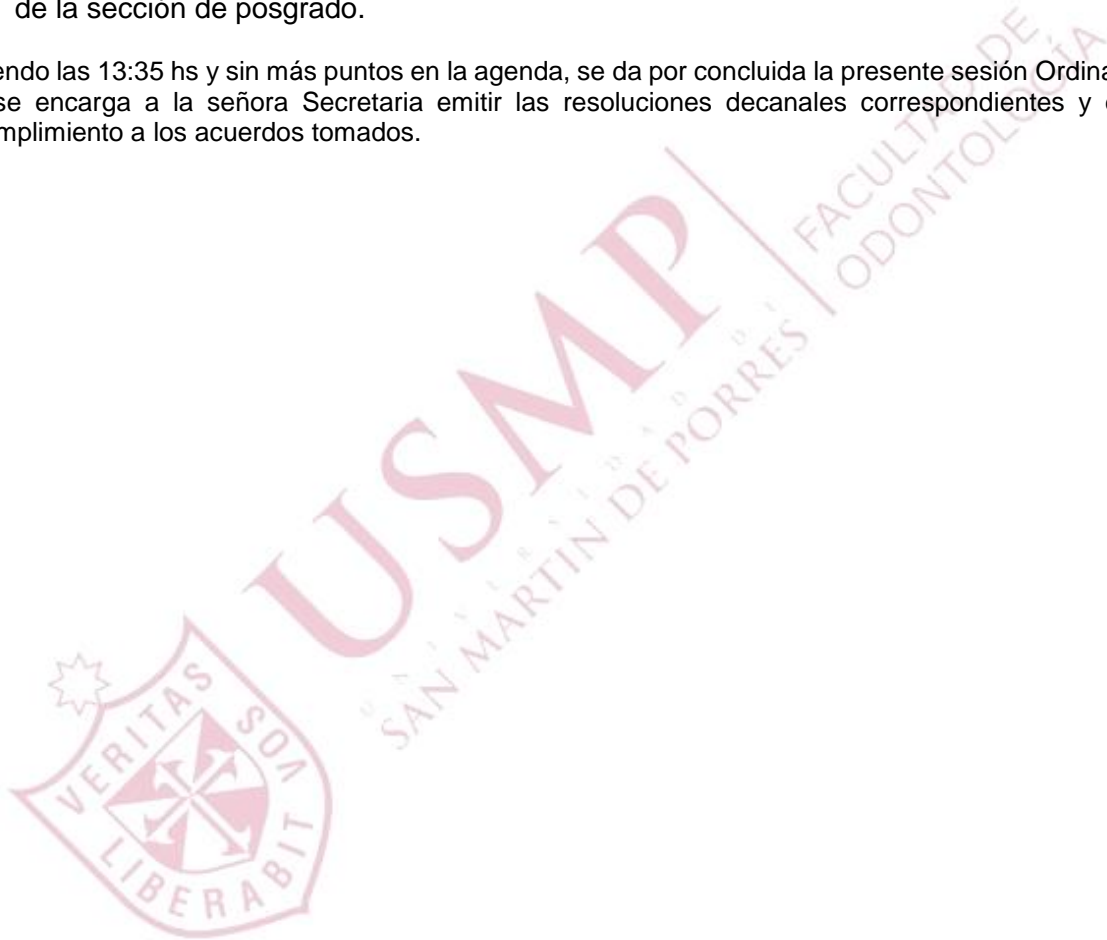 de la sección de posgrado.
endo las 13:35 hs y sin más puntos en la agenda, se da por concluida la presente sesión Ordina
se encarga a la señora Secretaria emitir las resoluciones decanales correspondientes y
mplimiento a los acuerdos tomados.
USMP
UNIVERSIDAD DE
SAN MARTIN DE PORRES
FACULTAD DE
ODONTOLOGÍA
VERITAS
LIBERABIT